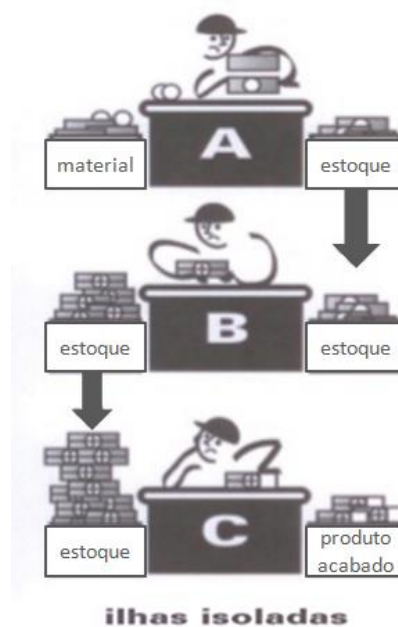 A
material
estoque
B
estoque
estoque
C
estoque
produto
acabado
ilhas isoladas